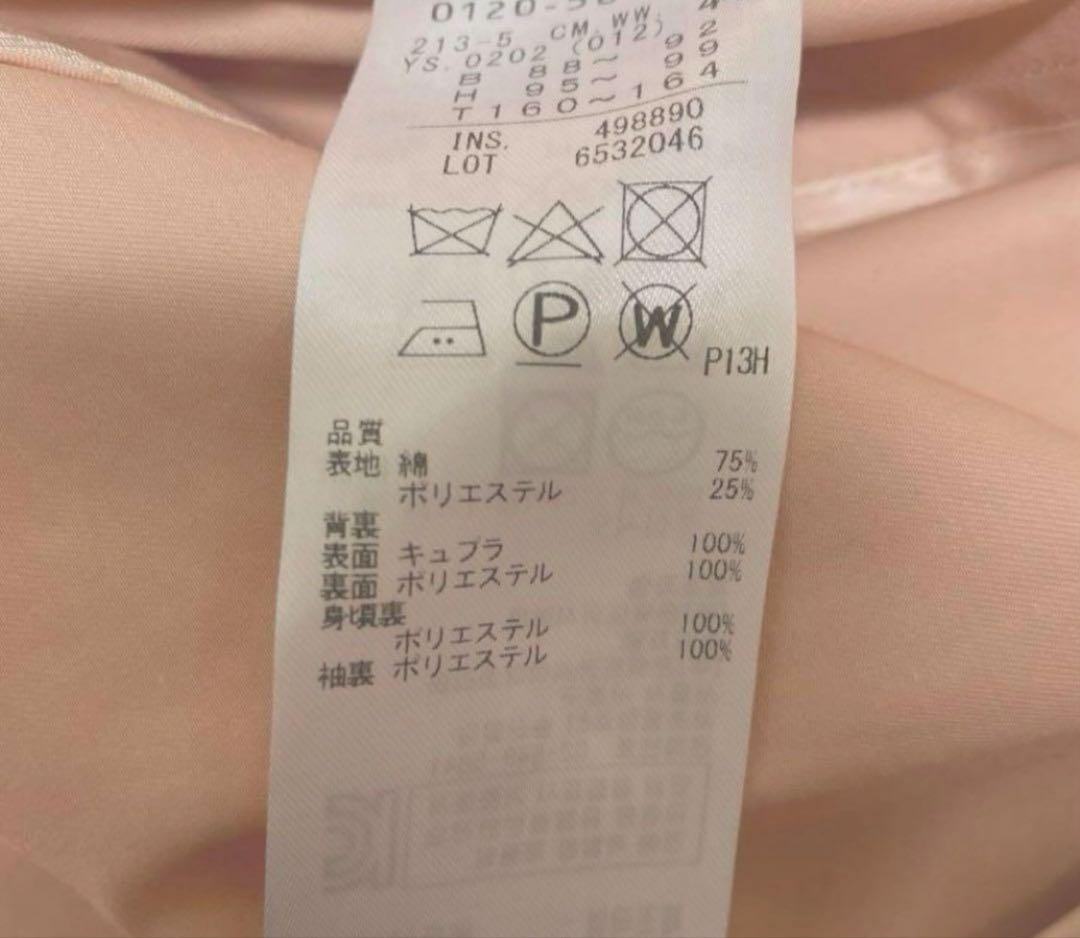 0120-5
213-5 CM.WW. 4
YS.0202 (012)
B 88～ 92
H 95～ 99
T160～164
INS. 498890
LOT 6532046
P W P13H
品質
表地 綿 75%
ポリエステル 25%
背裏
表面 キュプラ 100%
裏面 ポリエステル 100%
身頃裏
ポリエステル 100%
袖裏 ポリエステル 100%